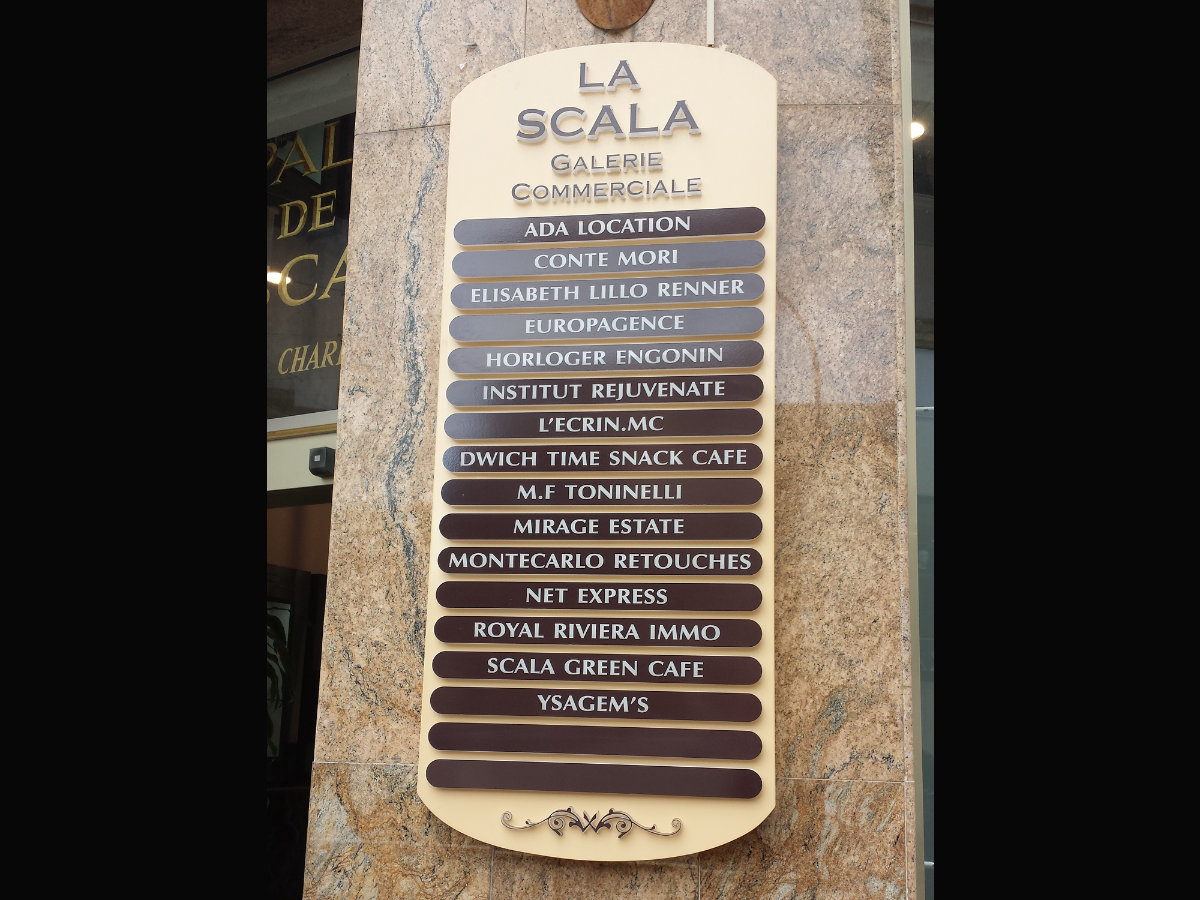 LA
SCALA
GALERIE
COMMERCIALE
ADA LOCATION
CONTE MORI
ELISABETH LILLO RENNER
EUROPAGENCE
HORLOGER ENGONIN
INSTITUT REJUVENATE
L'ECRIN.MC
DWICH TIME SNACK CAFE
M.F TONINELLI
MIRAGE ESTATE
MONTECARLO RETOUCHES
NET EXPRESS
ROYAL RIVIERA IMMO
SCALA GREEN CAFE
YSAGEM'S
DE